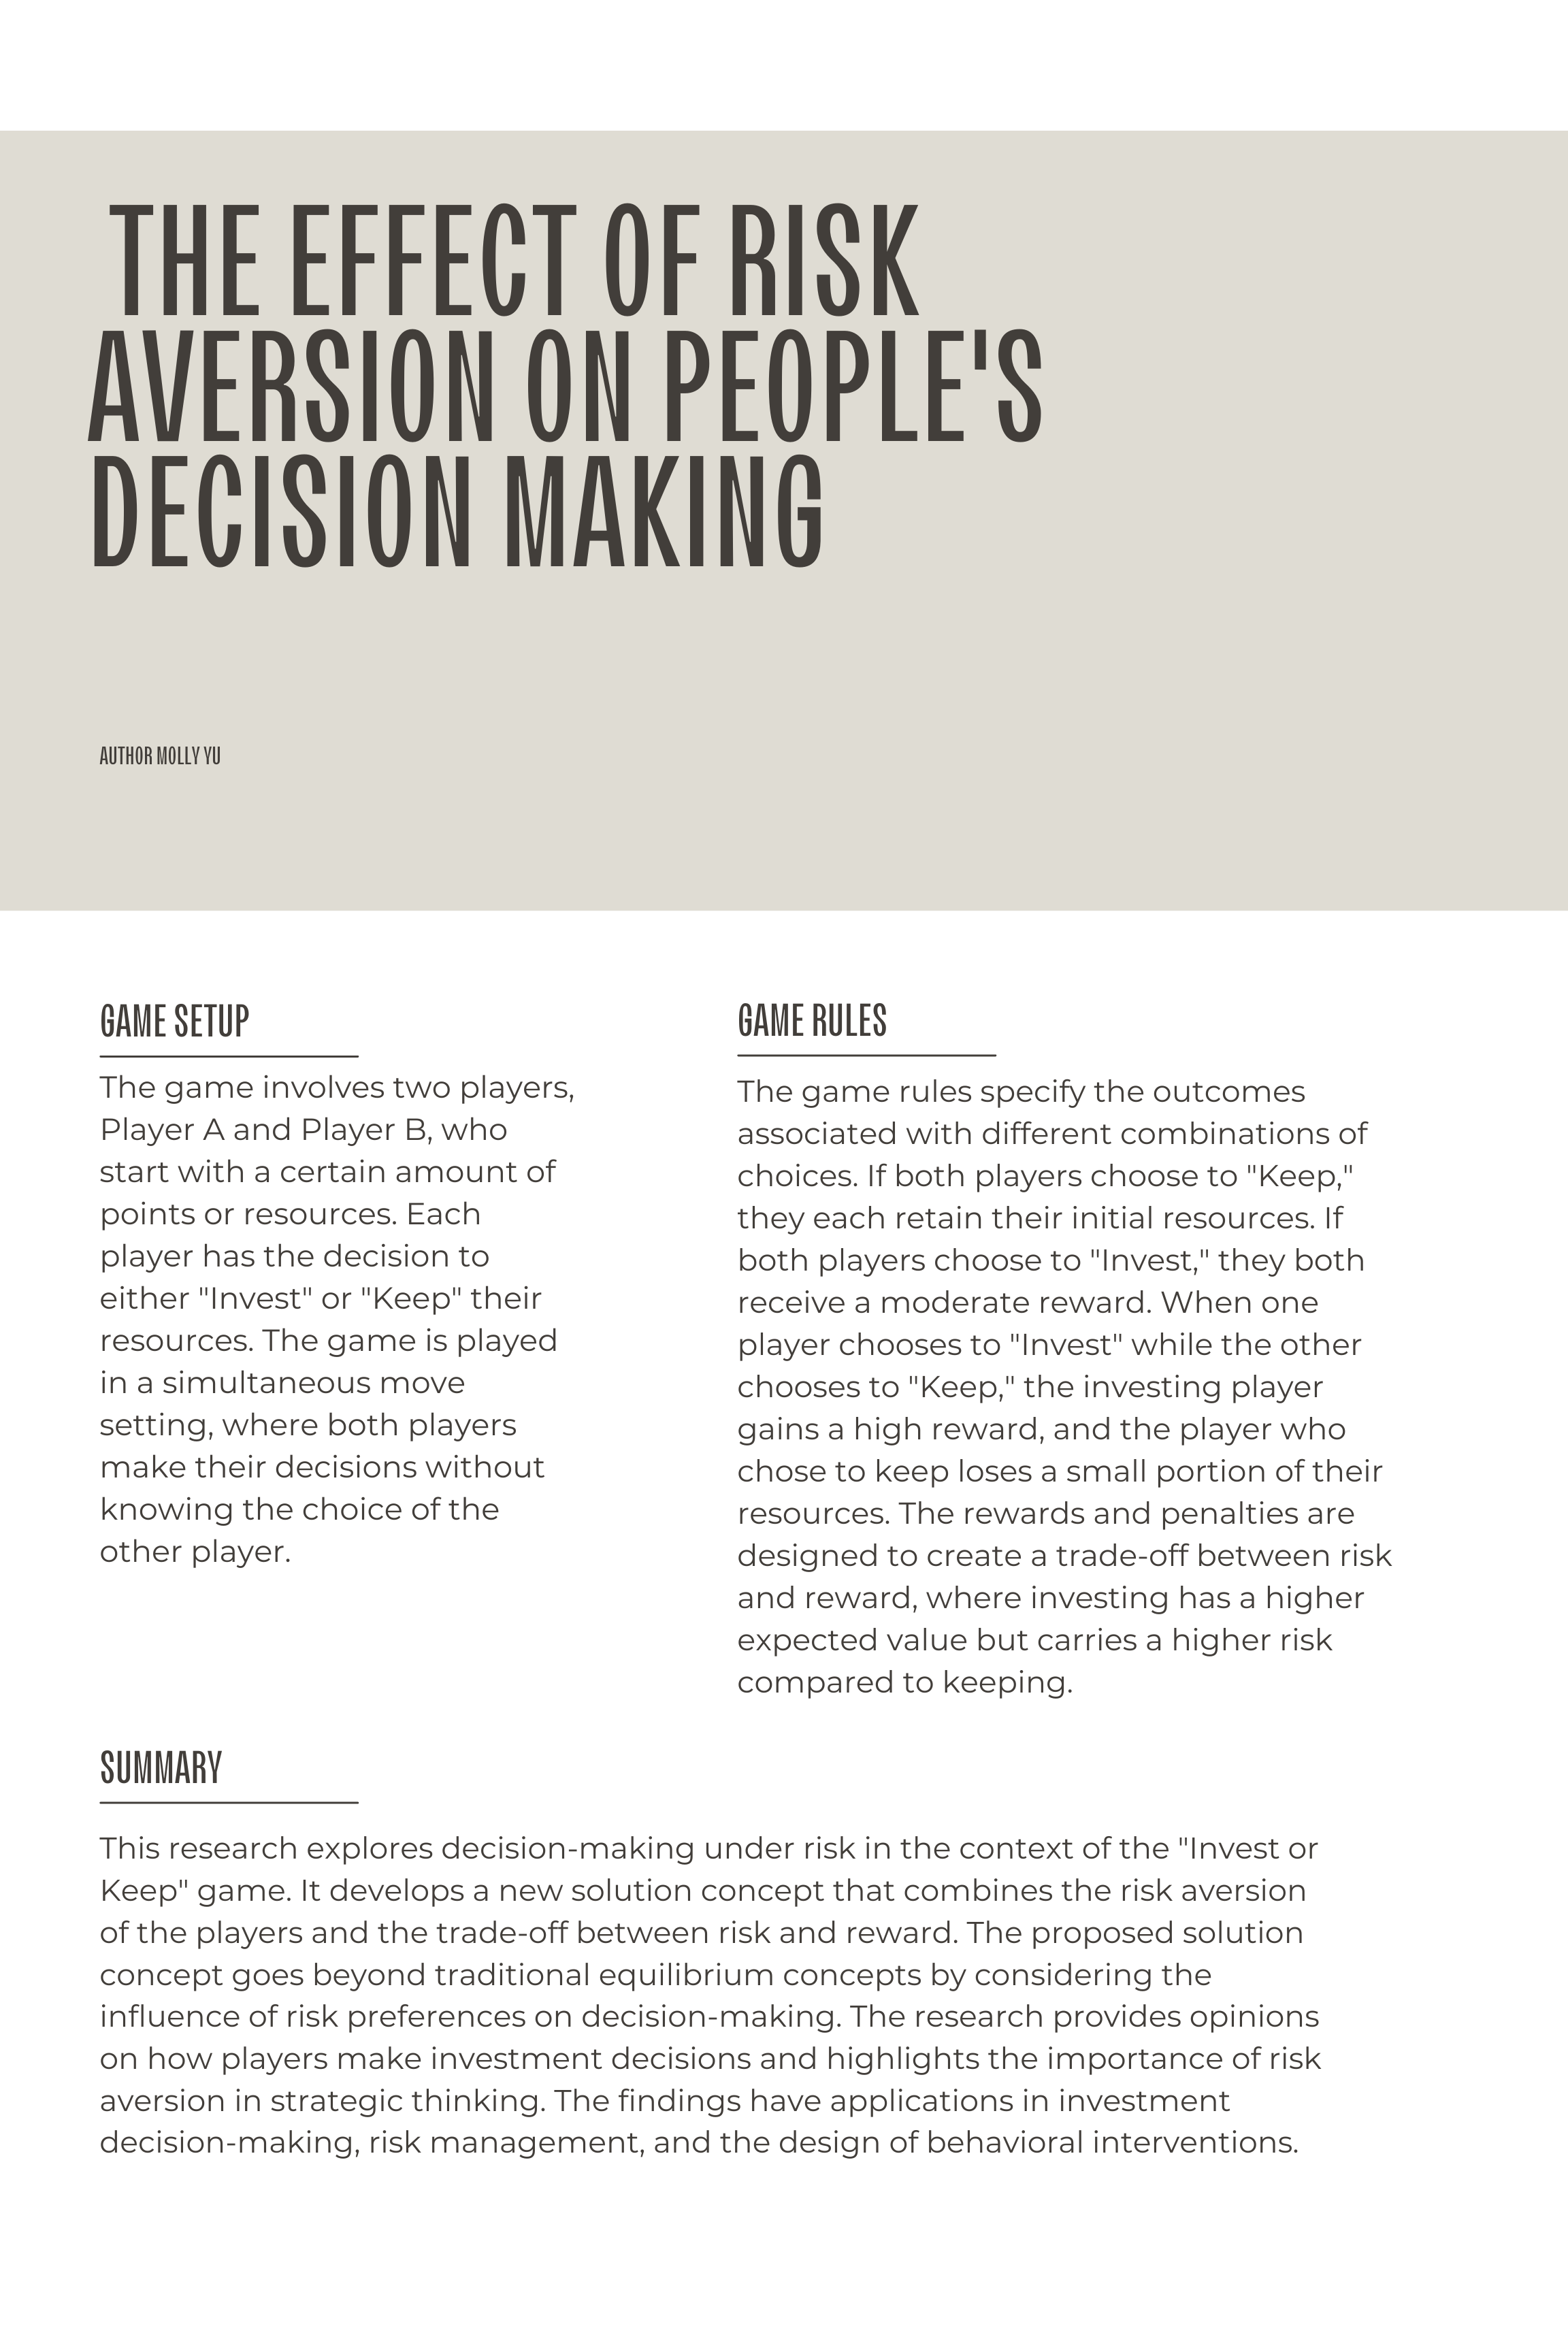 THE EFFECT OF RISK
AVERSION ON PEOPLE'S
DECISION MAKING
AUTHOR MOLLY YU
GAME SETUP
The game involves two players,
Player A and Player B, who
start with a certain amount of
points or resources. Each
player has the decision to
either "Invest" or "Keep" their
resources. The game is played
in a simultaneous move
setting, where both players
make their decisions without
knowing the choice of the
other player.
GAME RULES
The game rules specify the outcomes
associated with different combinations of
choices. If both players choose to "Keep,"
they each retain their initial resources. If
both players choose to "Invest," they both
receive a moderate reward. When one
player chooses to "Invest" while the other
chooses to "Keep," the investing player
gains a high reward, and the player who
chose to keep loses a small portion of their
resources. The rewards and penalties are
designed to create a trade-off between risk
and reward, where investing has a higher
expected value but carries a higher risk
compared to keeping.
SUMMARY
This research explores decision-making under risk in the context of the "Invest or
Keep" game. It develops a new solution concept that combines the risk aversion
of the players and the trade-off between risk and reward. The proposed solution
concept goes beyond traditional equilibrium concepts by considering the
influence of risk preferences on decision-making. The research provides opinions
on how players make investment decisions and highlights the importance of risk
aversion in strategic thinking. The findings have applications in investment
decision-making, risk management, and the design of behavioral interventions.